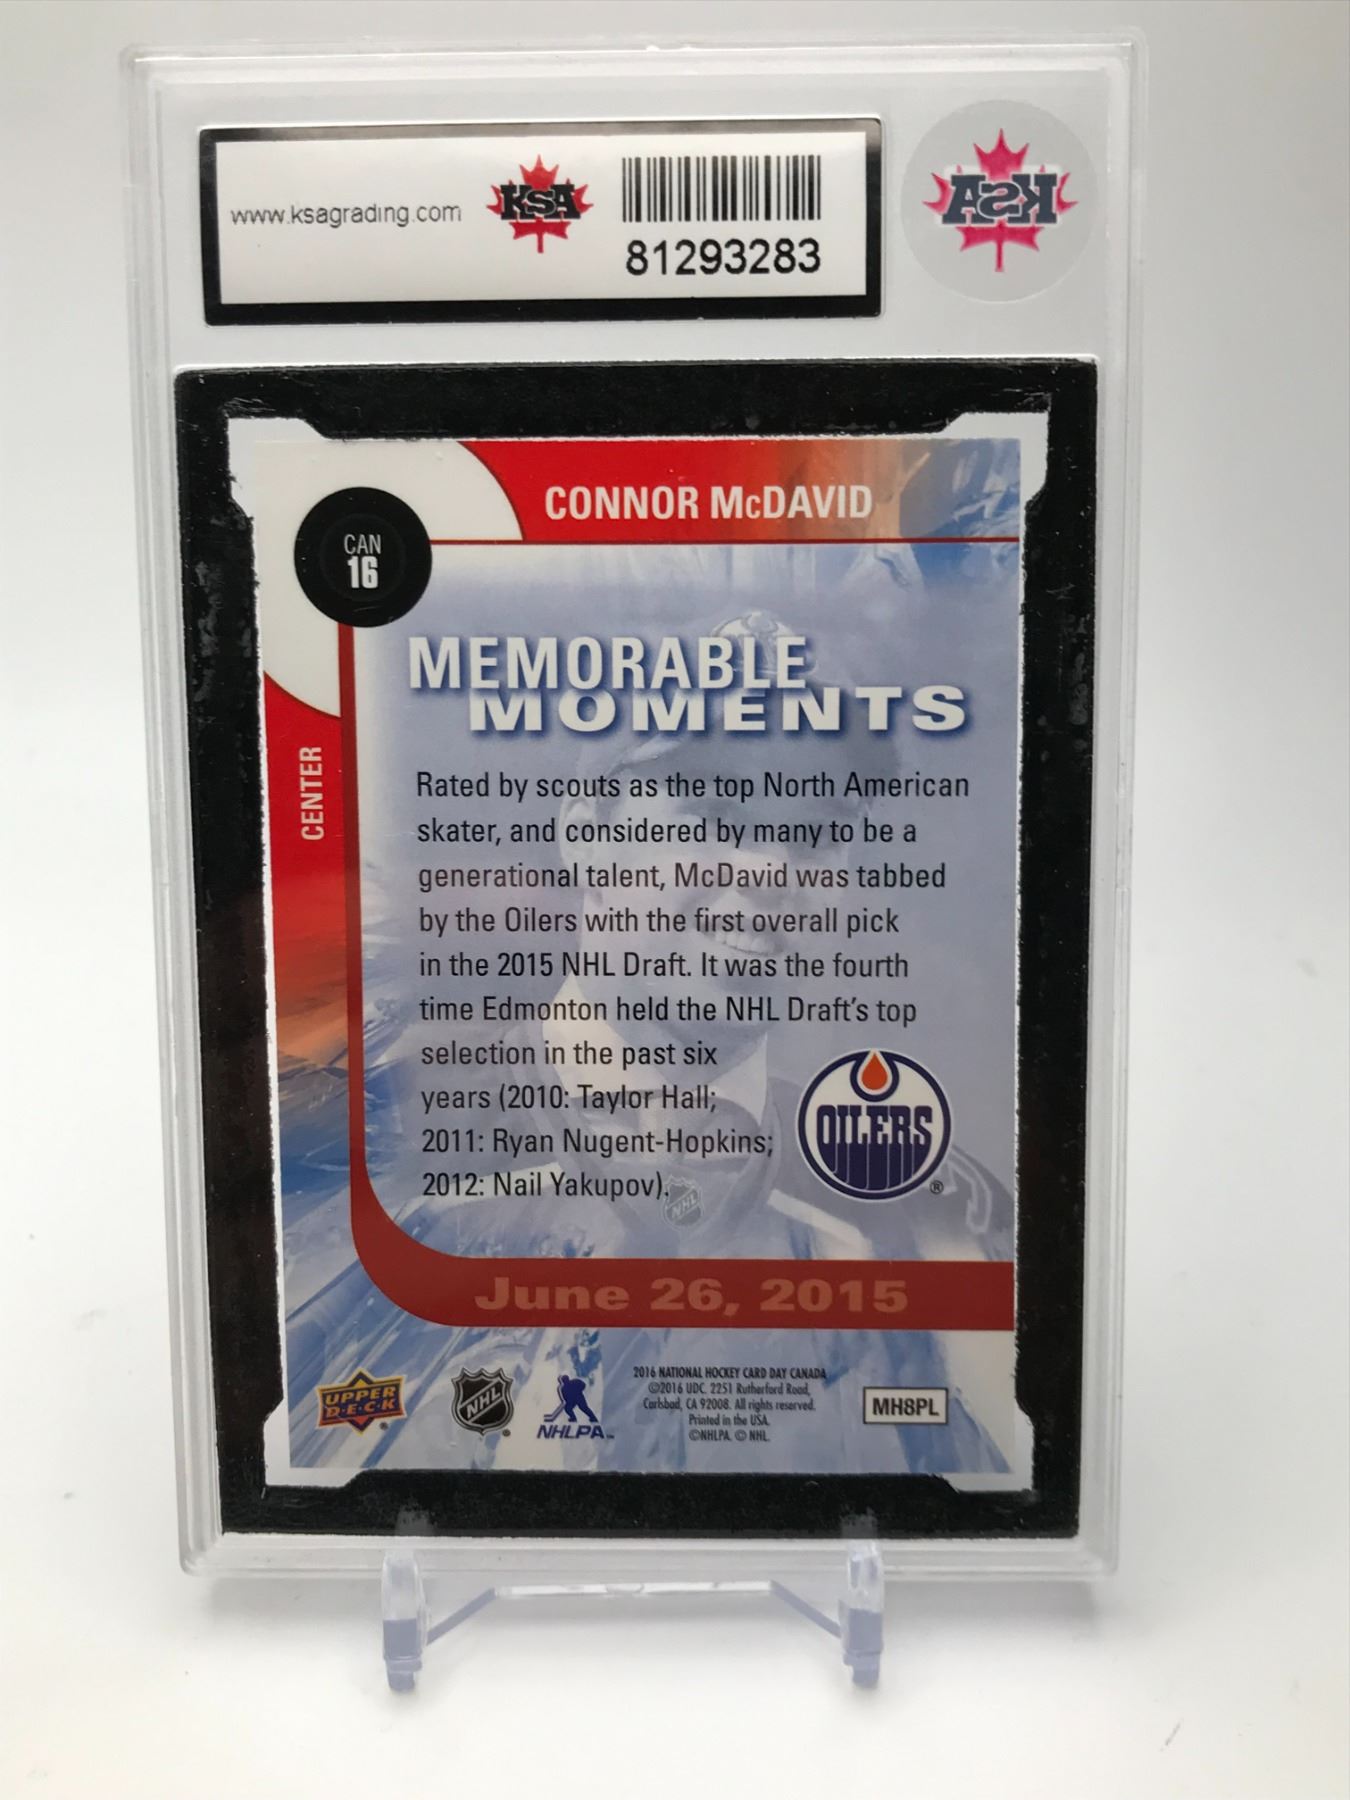 www.ksagrading.com
KSA
81293283
KSA
CONNOR McDAVID
CAN
16
MEMORABLE
MOMENTS
CENTER
Rated by scouts as the top North American
skater, and considered by many to be a
generational talent, McDavid was tabbed
by the Oilers with the first overall pick
in the 2015 NHL Draft. It was the fourth
time Edmonton held the NHL Draft's top
selection in the past six
years (2010: Taylor Hall;
2011: Ryan Nugent-Hopkins;
2012: Nail Yakupov).
OILERS
®
NHL
June 26, 2015
UPPER
D·E·C·K
®
NHL
®
NHLPA™
2016 NATIONAL HOCKEY CARD DAY CANADA
©2016 UDC. 2251 Rutherford Road,
Carlsbad, CA 92008. All rights reserved.
Printed in the USA.
©NHLPA. © NHL.
MH8PL